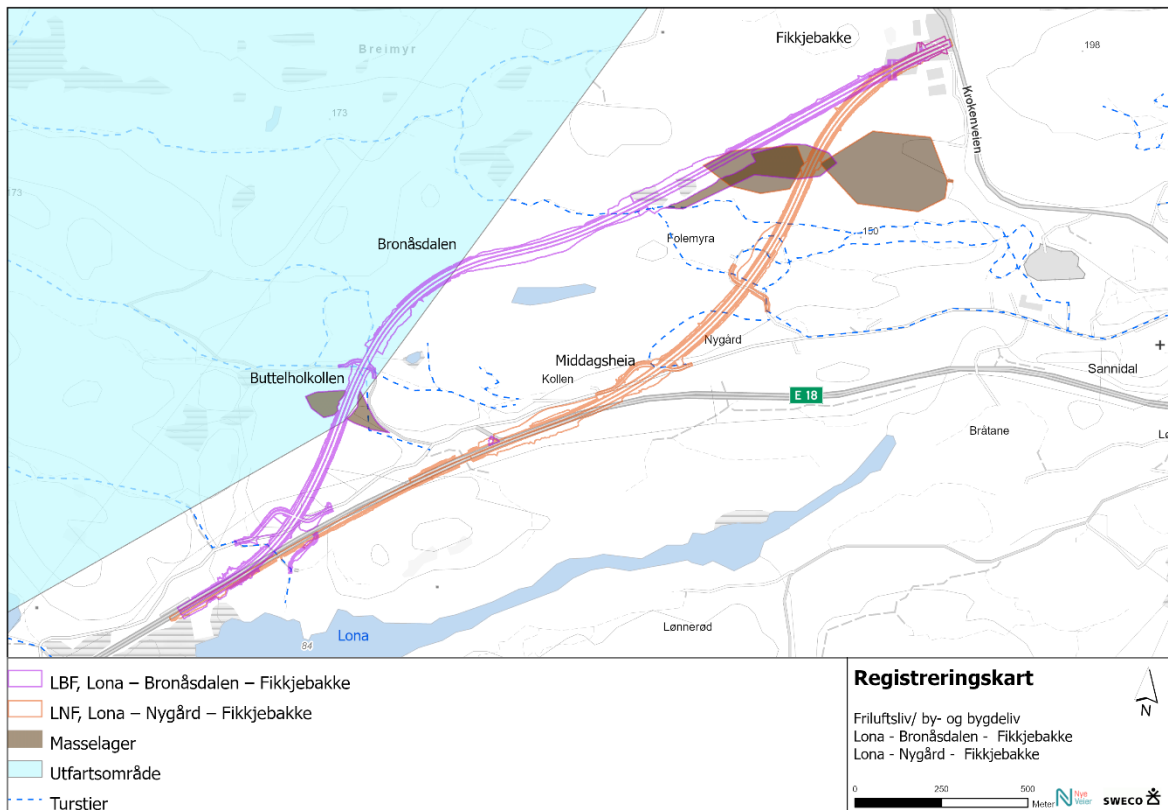 Breimyr
Fikkjebakke
198
173
Krokenveien
173
Bronåsdalen
Folemyra
150
Middagsheia
Nygård
Buttelholkollen
Kollen
Sannidal
E 18
Bråtane
Lø
Lønnerød
Lona
84
LBF, Lona – Bronåsdalen – Fikkjebakke
LNF, Lona – Nygård – Fikkjebakke
Masselager
Utfartsområde
Turstier
Registreringskart
N
Friluftsliv/ by- og bygdeliv
Lona - Bronåsdalen - Fikkjebakke
Lona - Nygård - Fikkjebakke
0 250 500
Meter
Nye
Veier
SWECO